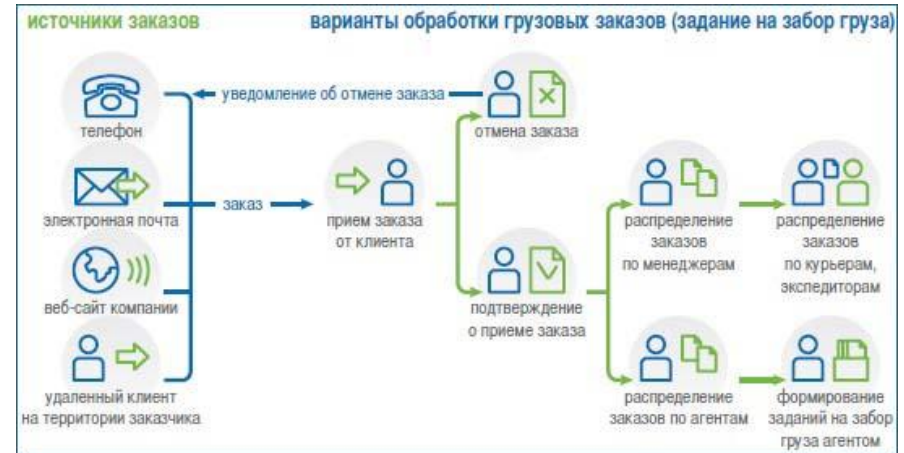 источники заказов
варианты обработки грузовых заказов (задание на забор груза)
телефон
уведомление об отмене заказа
отмена заказа
электронная почта
заказ
прием заказа
от клиента
распределение
заказов
по менеджерам
распределение
заказов
по курьерам,
экспедиторам
веб-сайт компании
подтверждение
о приеме заказа
удаленный клиент
на территории заказчика
распределение
заказов по агентам
формирование
заданий на забор
груза агентом